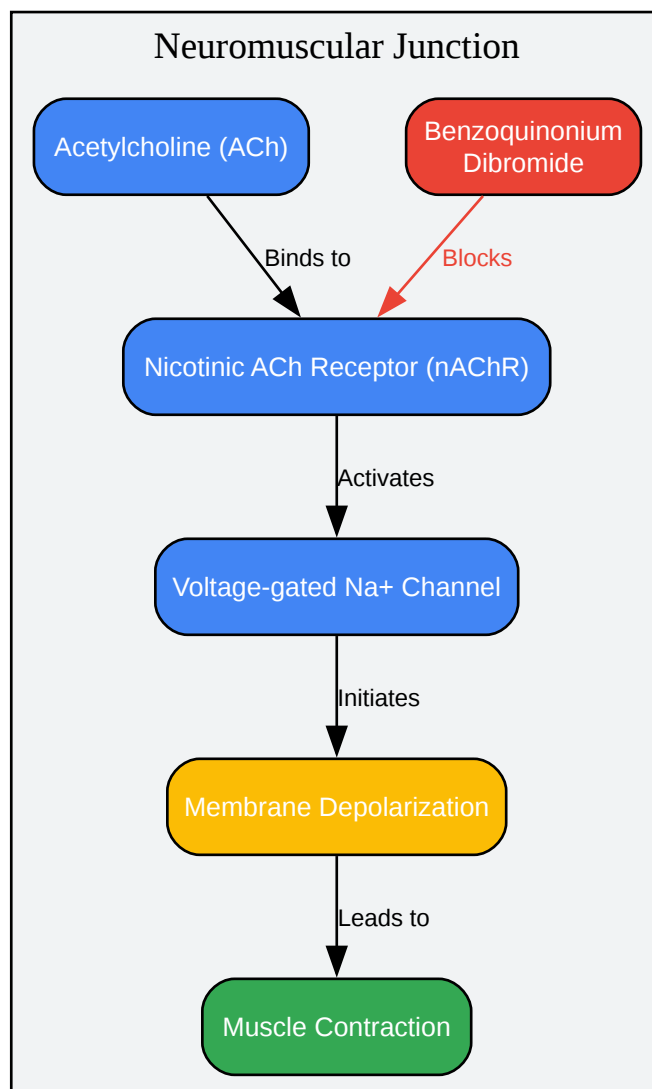 Neuromuscular Junction
Acetylcholine (ACh)
Benzoquinonium
Dibromide
Binds to
Blocks
Nicotinic ACh Receptor (nAChR)
Activates
Voltage-gated Na+ Channel
Initiates
Membrane Depolarization
Leads to
Muscle Contraction